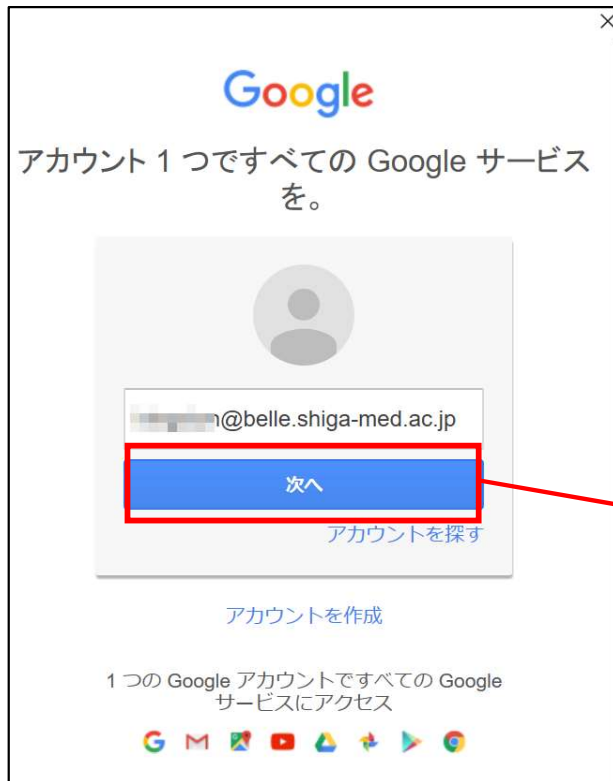 Google
アカウント 1 つですべての Google サービス
を。
@belle.shiga-med.ac.jp
次へ
アカウントを探す
アカウントを作成
1 つの Google アカウントですべての Google
サービスにアクセス